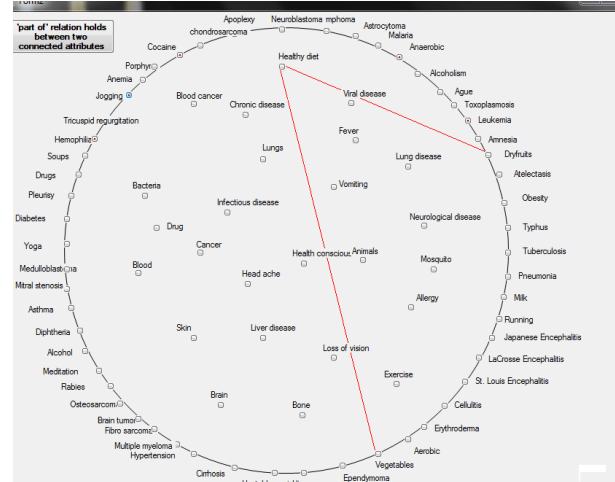 'part of' relation holds
between two
connected attributes
Apoplexy
Neuroblastoma
mphoma
Astrocytoma
chondrosarcoma
Malaria
Cocaine
Anaerobic
Healthy diet
Porphyr
Alcoholism
Anemia
Ague
Jogging
Blood cancer
Viral disease
Chronic disease
Toxoplasmosis
Tricuspid regurgitation
Leukemia
Hemophilia
Fever
Amnesia
Soups
Lungs
Lung disease
Dryfruits
Drugs
Atelectasis
Pleurisy
Bacteria
Vomiting
Obesity
Diabetes
Infectious disease
Neurological disease
Drug
Typhus
Yoga
Cancer
Health conscious
Animals
Tuberculosis
Medulloblastoma
Blood
Mosquito
Head ache
Pneumonia
Mitral stenosis
Milk
Asthma
Allergy
Running
Diphtheria
Skin
Liver disease
Japanese Encephalitis
Alcohol
Loss of vision
LaCrosse Encephalitis
Meditation
Exercise
St. Louis Encephalitis
Rabies
Osteosarcom
Brain
Bone
Cellulitis
Brain tumor
Fibro sarcoma
Erythroderma
Multiple myeloma
Aerobic
Hypertension
Vegetables
Cirrhosis
Ependymoma